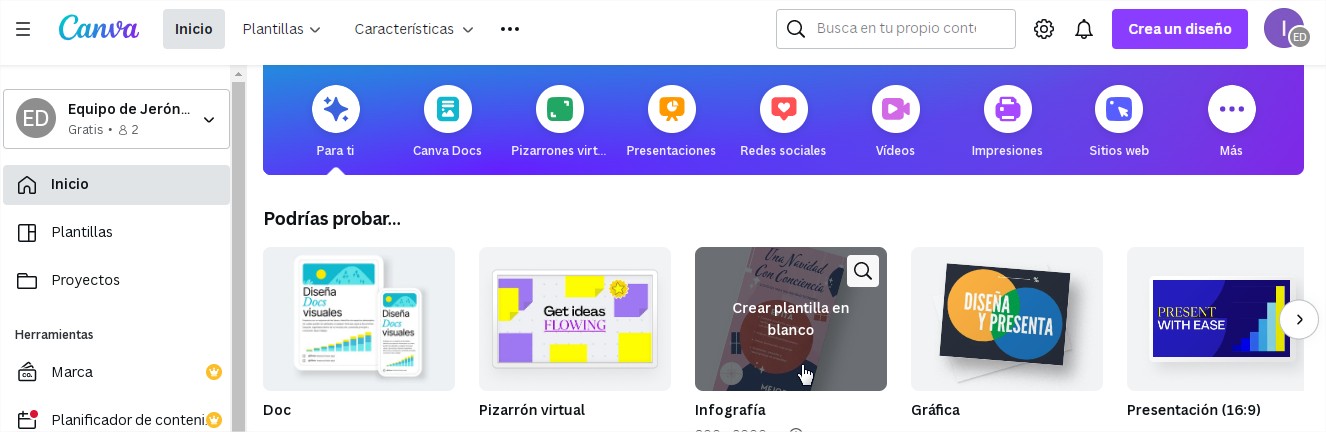 Canva
Inicio
Plantillas
Características
Busca en tu propio conte
Crea un diseño
I
ED
ED
Equipo de Jerón...
Gratis • 2
Inicio
Plantillas
Proyectos
Herramientas
Marca
Planificador de conteni
Para ti
Canva Docs
Pizarrones virt...
Presentaciones
Redes sociales
Vídeos
Impresiones
Sitios web
Más
Podrías probar...
Diseña
Docs
visuales
Diseña
Docs
visuales
Doc
Get ideas
FLOWING
Pizarrón virtual
Una Navidad
Con Conciencia
Crear plantilla en
blanco
Infografía
DISEÑA
Y PRESENTA
Gráfica
PRESENT
WITH EASE
Presentación (16:9)